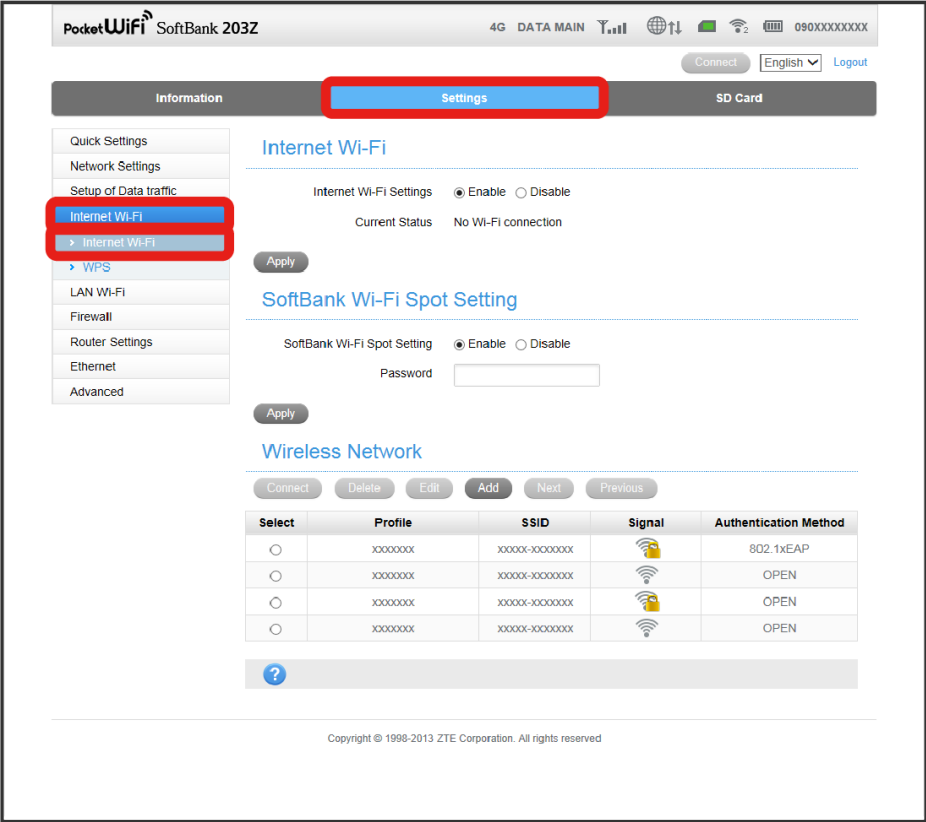 PocketWiFi SoftBank 203Z 4G DATA MAIN 2 090XXXXXXXX
Connect English Logout
Information Settings SD Card
Quick Settings
Network Settings
Setup of Data traffic
Internet Wi-Fi
› Internet Wi-Fi
› WPS
LAN Wi-Fi
Firewall
Router Settings
Ethernet
Advanced
Internet Wi-Fi
Internet Wi-Fi Settings Enable Disable
Current Status No Wi-Fi connection
Apply
SoftBank Wi-Fi Spot Setting
SoftBank Wi-Fi Spot Setting Enable Disable
Password
Apply
Wireless Network
Connect Delete Edit Add Next Previous
Select Profile SSID Signal Authentication Method
xxxxxxx xxxxx-xxxxxxx 802.1xEAP
xxxxxxx xxxxx-xxxxxxx OPEN
xxxxxxx xxxxx-xxxxxxx OPEN
xxxxxxx xxxxx-xxxxxxx OPEN
?
Copyright © 1998-2013 ZTE Corporation. All rights reserved